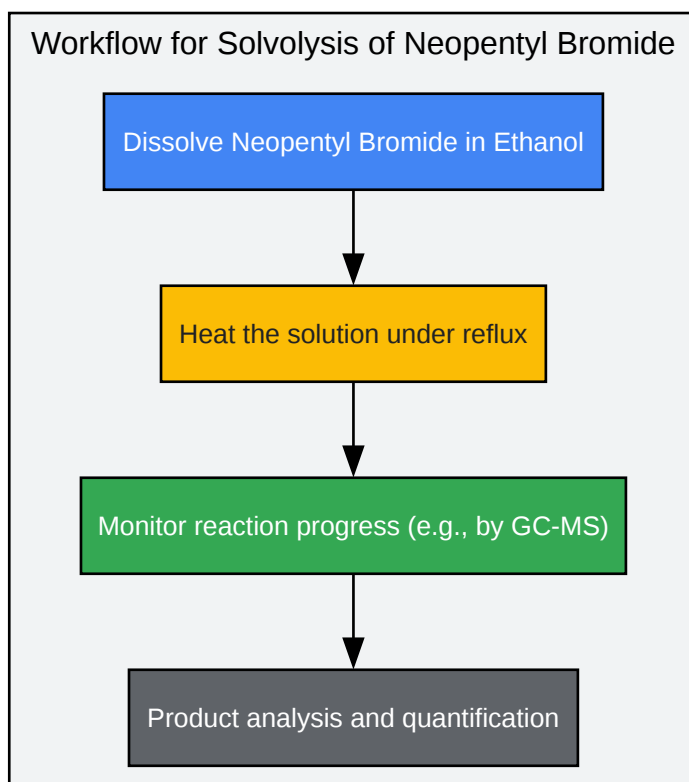 Workflow for Solvolysis of Neopentyl Bromide
Dissolve Neopentyl Bromide in Ethanol
Heat the solution under reflux
Monitor reaction progress (e.g., by GC-MS)
Product analysis and quantification